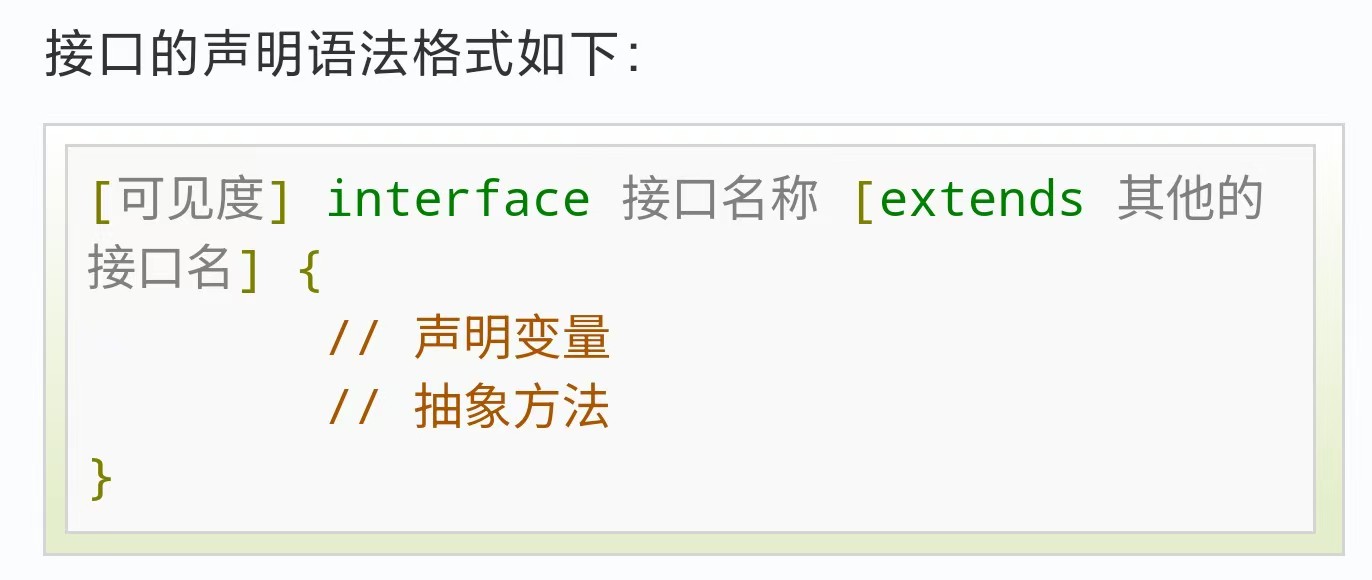 接口的声明语法格式如下：
[可见度] interface 接口名称 [extends 其他的
接口名] {
// 声明变量
// 抽象方法
}